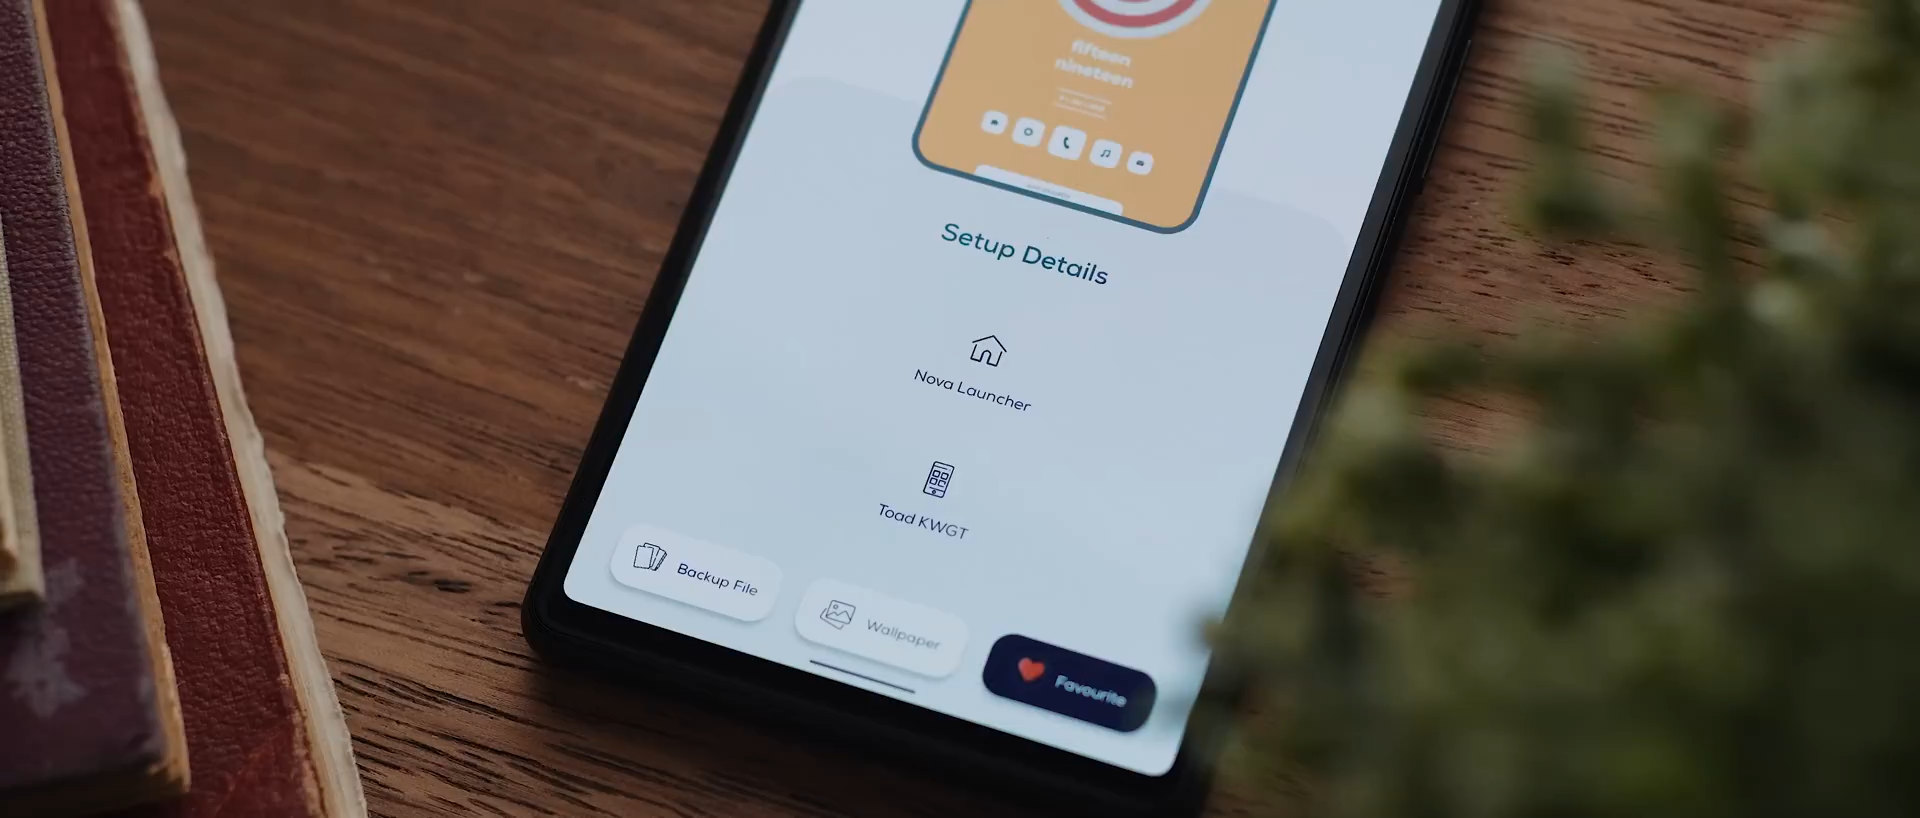 fifteen
nineteen
Setup Details
Nova Launcher
Toad KWGT
Backup File
Wallpaper
Favourite